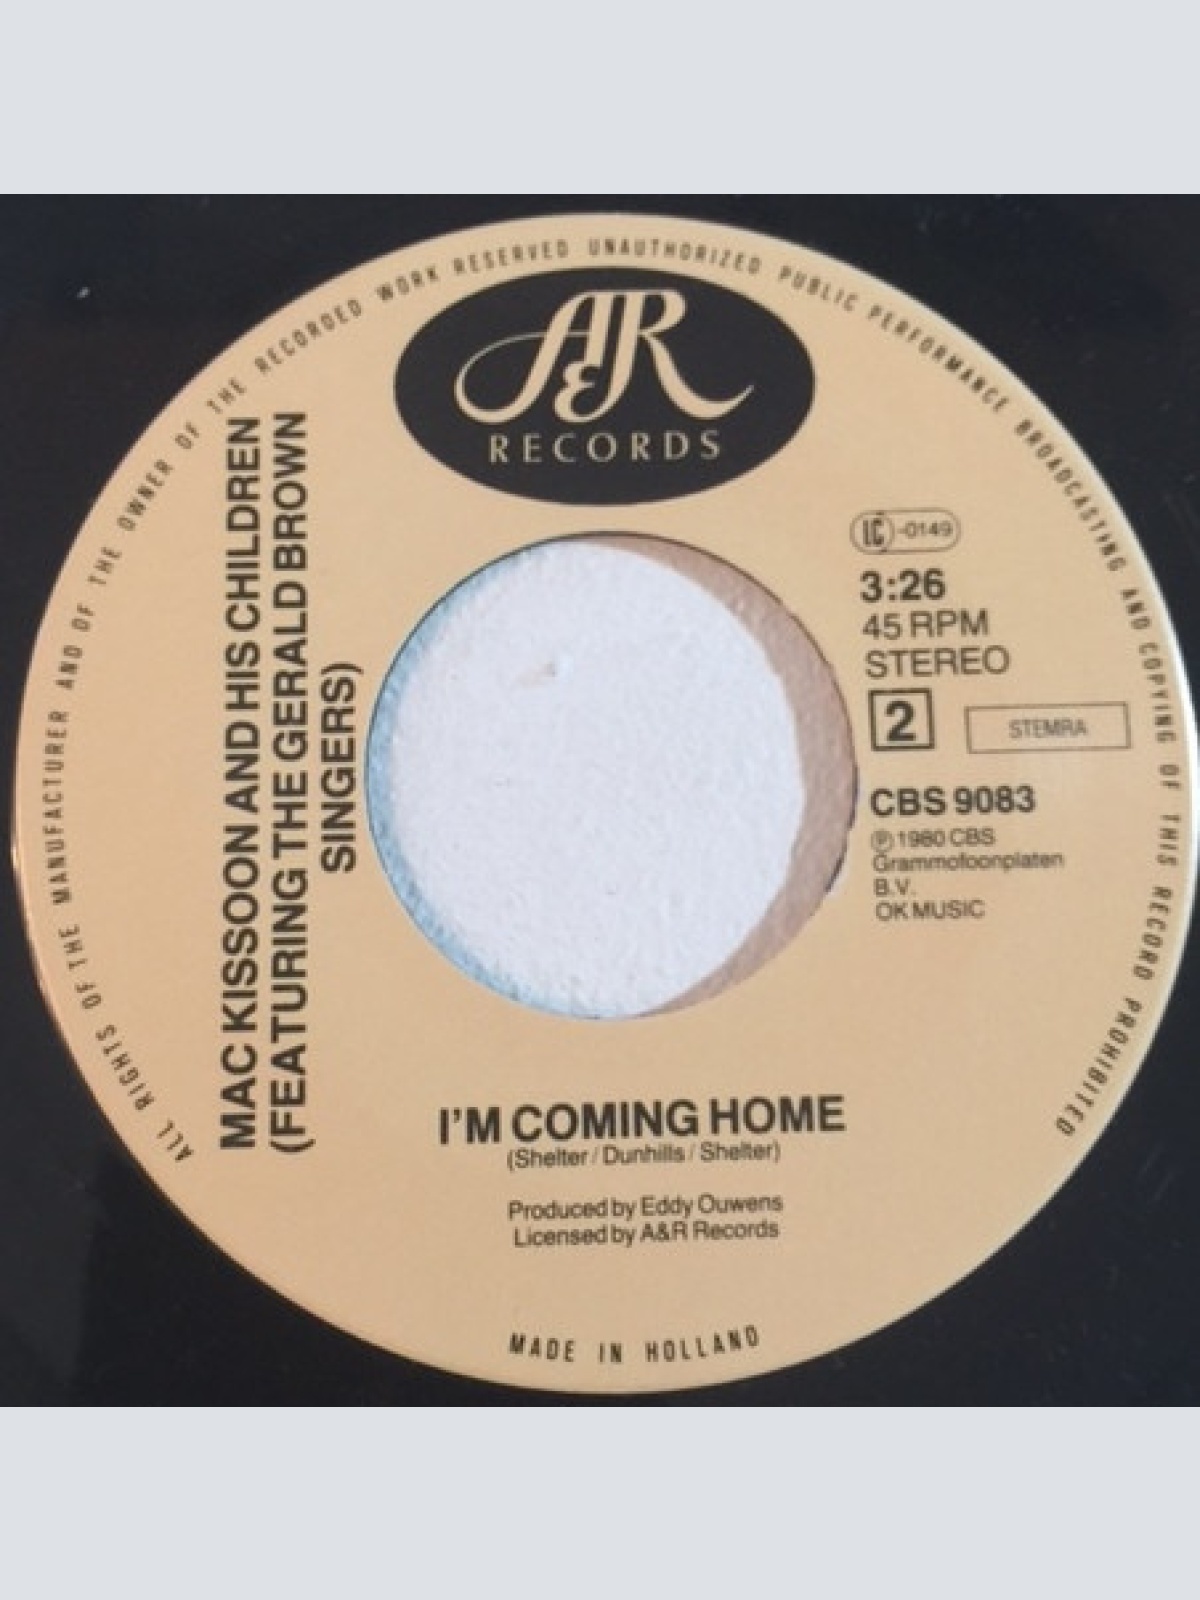 ALL RIGHTS OF THE MANUFACTURER AND OF THE OWNER OF THE RECORDED WORK RESERVED UNAUTHORIZED PUBLIC PERFORMANCE BROADCASTING AND COPYING OF THIS RECORD PROHIBITED
A&R
RECORDS
MAC KISSOON AND HIS CHILDREN
(FEATURING THE GERALD BROWN
SINGERS)
LC-0149
3:26
45 RPM
STEREO
2
STEMRA
CBS 9083
℗ 1980 CBS
Grammofoonplaten
B.V.
OK MUSIC
I'M COMING HOME
(Shelter / Dunhills / Shelter)
Produced by Eddy Ouwens
Licensed by A&R Records
MADE IN HOLLAND